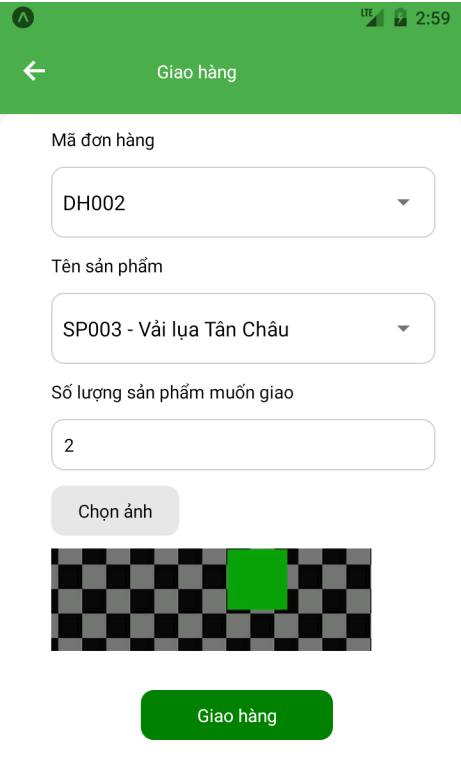 LTE 2:59
Giao hàng
Mã đơn hàng
DH002
Tên sản phẩm
SP003 - Vải lụa Tân Châu
Số lượng sản phẩm muốn giao
2
Chọn ảnh
Giao hàng